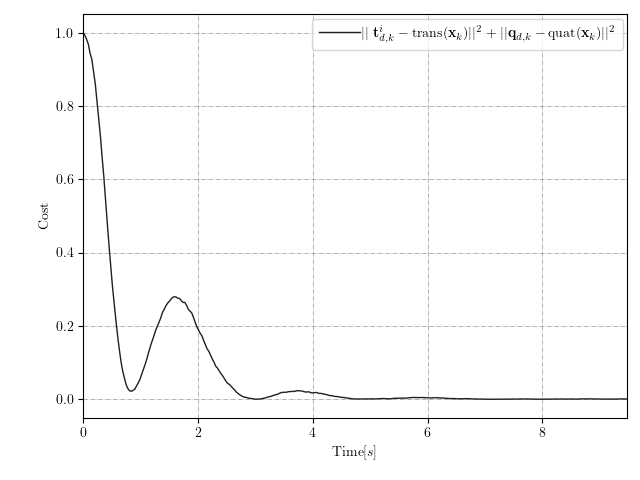 || t^i_{d,k} − trans(x_k)||² + ||q_{d,k} − quat(x_k)||²
1.0
0.8
0.6
0.4
0.2
0.0
Cost
0 2 4 6 8
Time[s]